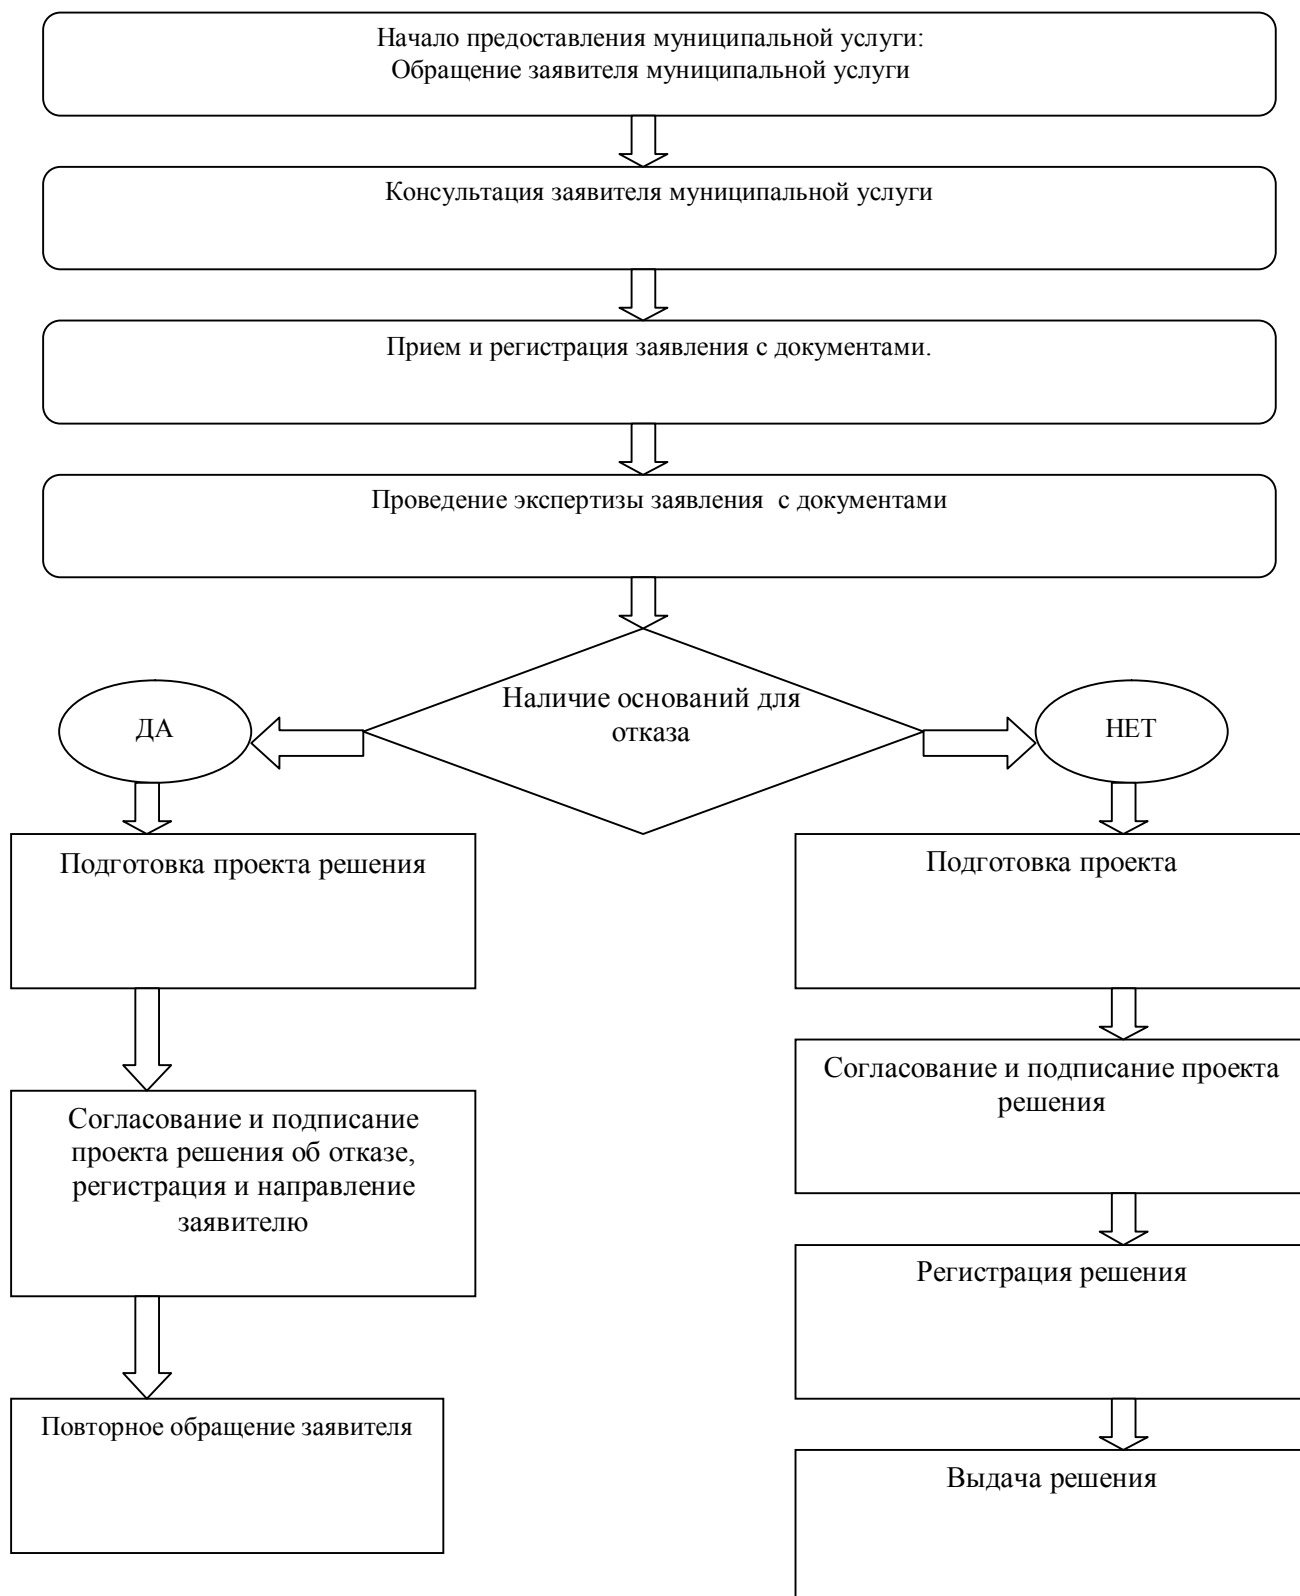 Начало предоставления муниципальной услуги:
Обращение заявителя муниципальной услуги
Консультация заявителя муниципальной услуги
Прием и регистрация заявления с документами.
Проведение экспертизы заявления с документами
Наличие оснований для
отказа
ДА
НЕТ
Подготовка проекта решения
Подготовка проекта
Согласование и подписание проекта
решения
Согласование и подписание
проекта решения об отказе,
регистрация и направление
заявителю
Регистрация решения
Повторное обращение заявителя
Выдача решения